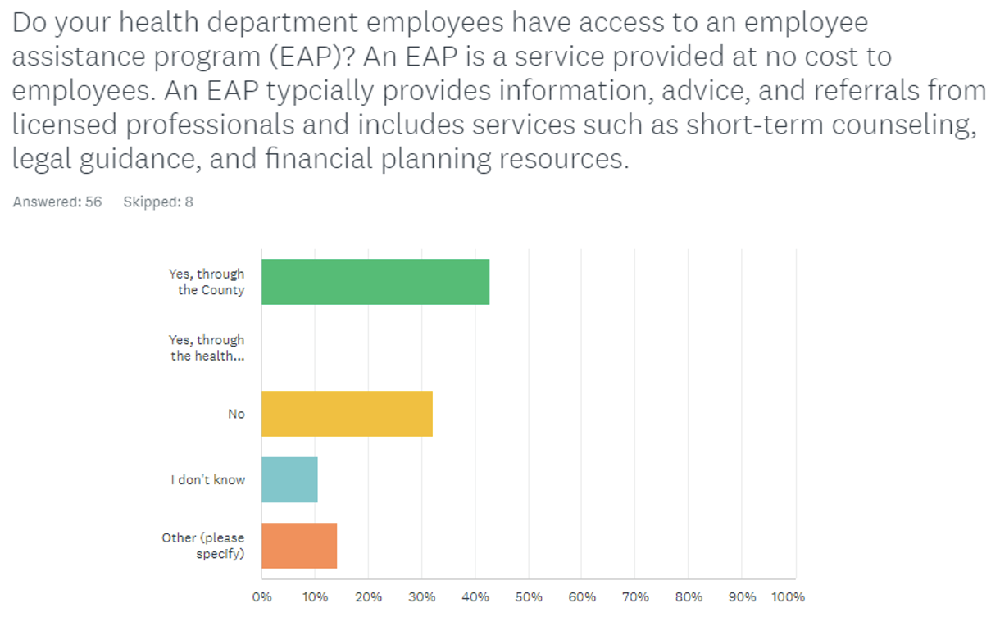 Do your health department employees have access to an employee
assistance program (EAP)? An EAP is a service provided at no cost to
employees. An EAP typcially provides information, advice, and referrals from
licensed professionals and includes services such as short-term counseling,
legal guidance, and financial planning resources.
Answered: 56 Skipped: 8
Yes, through
the County
Yes, through
the health...
No
I don't know
Other (please
specify)
0% 10% 20% 30% 40% 50% 60% 70% 80% 90% 100%